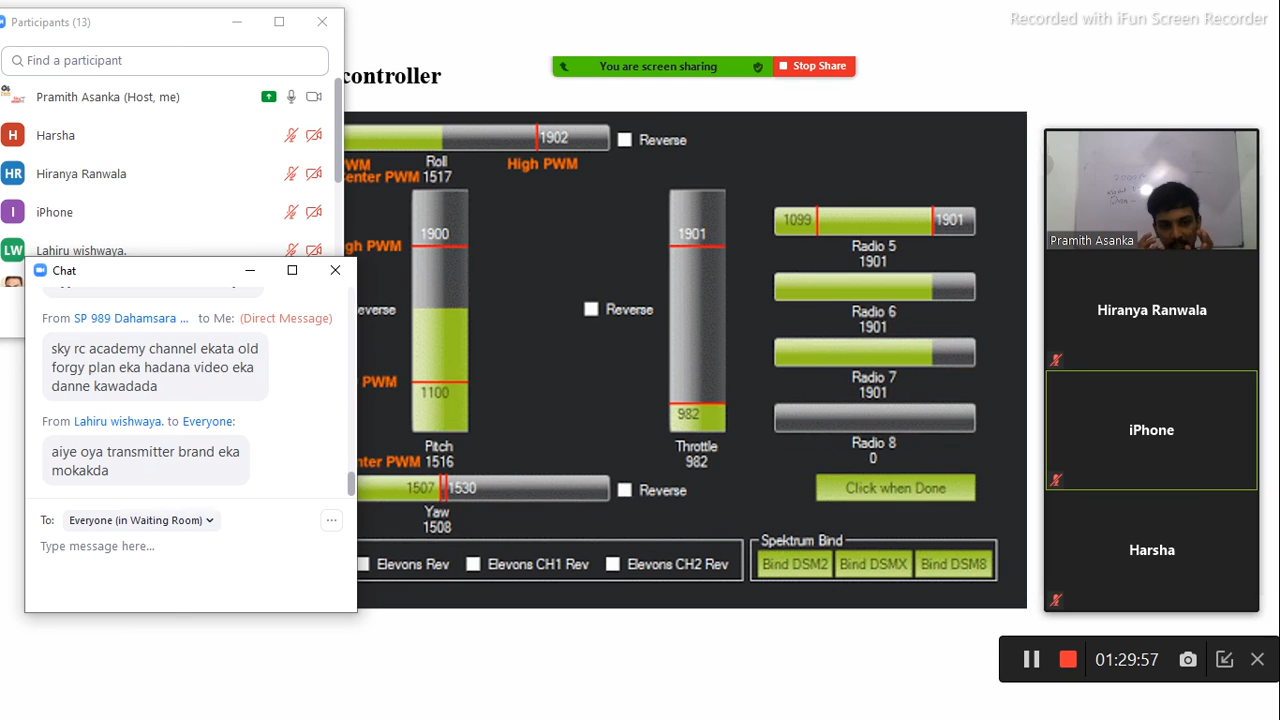 Participants (13)
Recorded with iFun Screen Recorder
Find a participant
Pramith Asanka (Host, me)
H
Harsha
HR
Hiranya Ranwala
I
iPhone
LW
Lahiru wishwaya.
controller
You are screen sharing
Stop Share
1902
Reverse
WM
Roll
High PWM
enter PWM
1517
1900
1901
gh PWM
everse
Reverse
PWM
1100
982
Pitch
nter PWM
1516
Throttle
982
1507
1530
Reverse
Yaw
1508
1099
1901
Radio 5
1901
Radio 6
1901
Radio 7
1901
Radio 8
0
Click when Done
Elevons Rev
Elevons CH1 Rev
Elevons CH2 Rev
Spektrum Bind
Bind DSM2
Bind DSMX
Bind DSM8
Chat
From SP 989 Dahamsara ... to Me: (Direct Message)
sky rc academy channel ekata old
forgy plan eka hadana video eka
danne kawadada
From Lahiru wishwaya. to Everyone:
aiye oya transmitter brand eka
mokakda
To: Everyone (in Waiting Room)
Type message here...
Pramith Asanka
Hiranya Ranwala
iPhone
Harsha
01:29:57